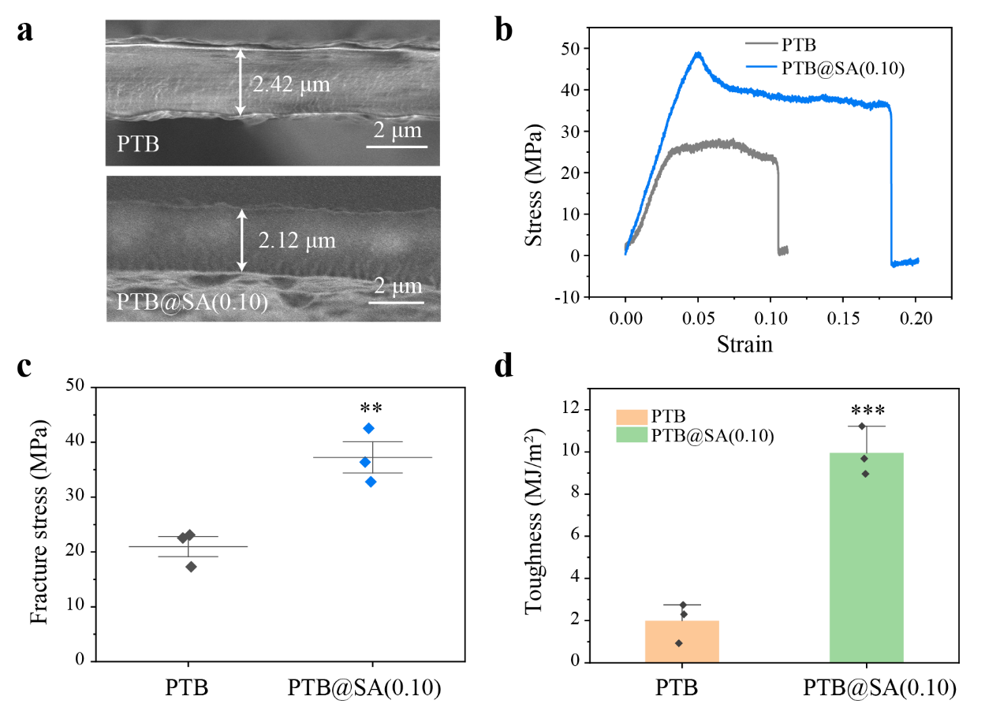 a
2.42 μm
2 μm
PTB
2.12 μm
2 μm
PTB@SA(0.10)
b
PTB
PTB@SA(0.10)
50
40
30
20
10
0
-10
Stress (MPa)
0.00 0.05 0.10 0.15 0.20
Strain
c
**
50
40
30
20
10
0
Fracture stress (MPa)
PTB PTB@SA(0.10)
d
PTB
PTB@SA(0.10)
***
12
10
8
6
4
2
0
Toughness (MJ/m²)
PTB PTB@SA(0.10)